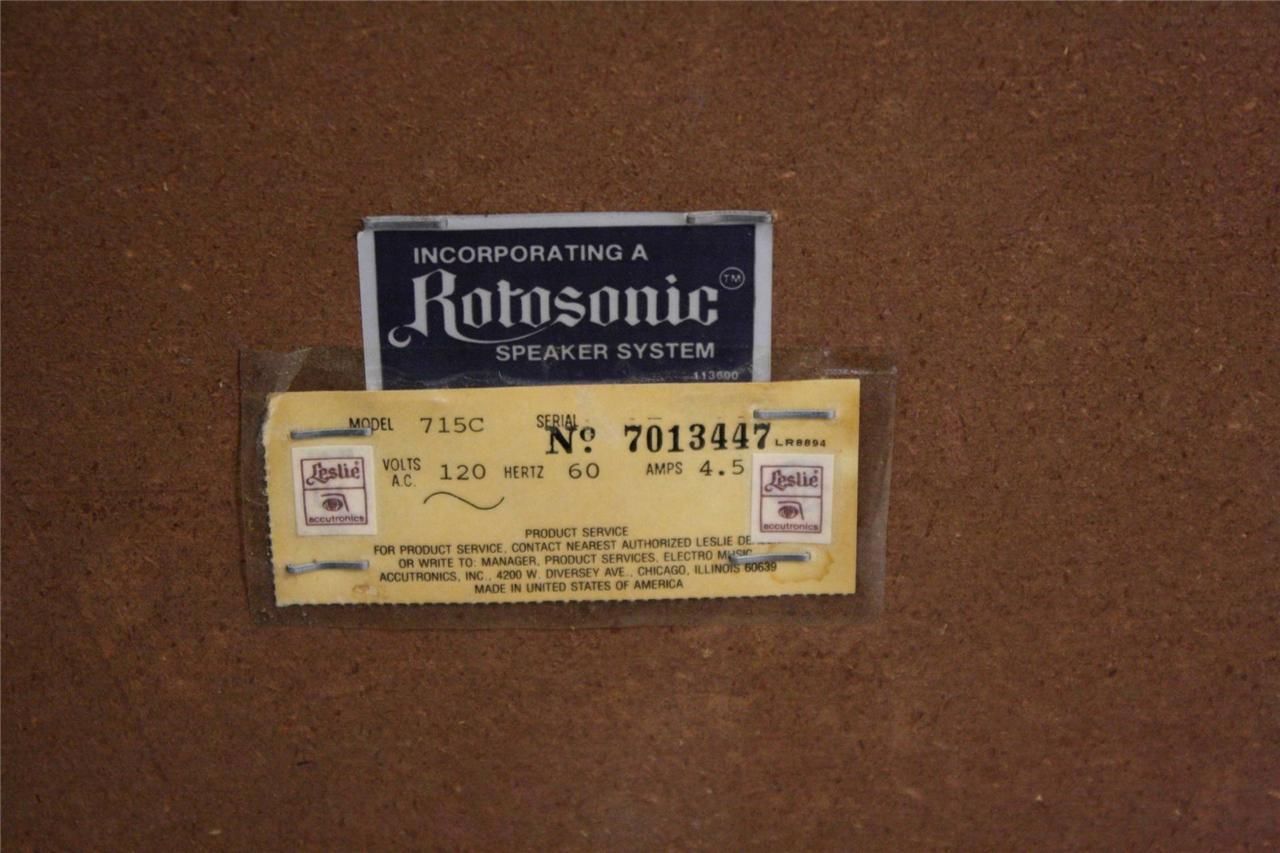 INCORPORATING A
Rotosonic TM
SPEAKER SYSTEM
113600
MODEL 715C SERIAL
Nº 7013447 LR8894
VOLTS A.C. 120 HERTZ 60 AMPS 4.5
Leslie
accutronics
Leslie
accutronics
PRODUCT SERVICE
FOR PRODUCT SERVICE, CONTACT NEAREST AUTHORIZED LESLIE
OR WRITE TO: MANAGER, PRODUCT SERVICES, ELECTRO MUSIC
ACCUTRONICS, INC., 4200 W. DIVERSEY AVE., CHICAGO, ILLINOIS 60639
MADE IN UNITED STATES OF AMERICA